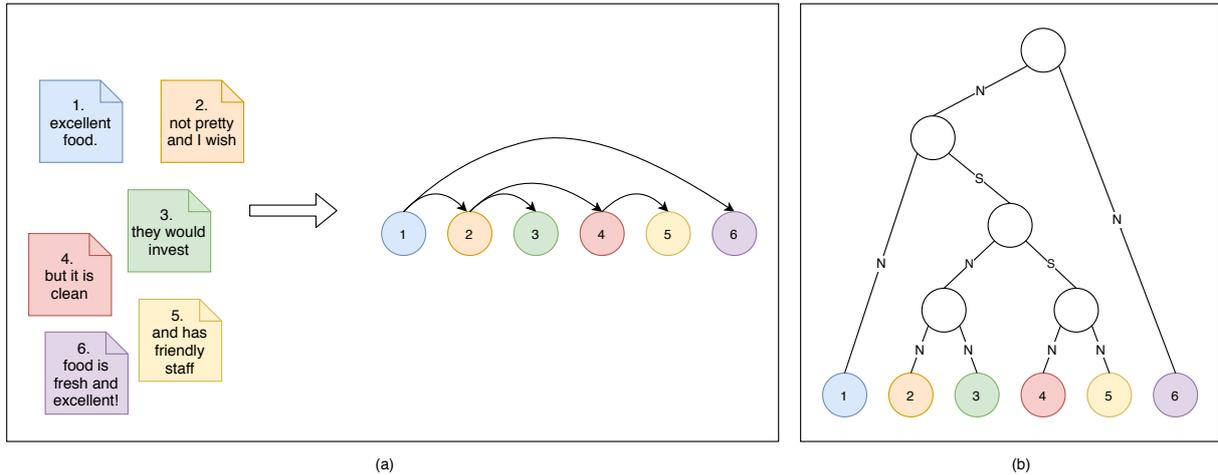 1.
excellent
food.
2.
not pretty
and I wish
3.
they would
invest
4.
but it is
clean
5.
and has
friendly
staff
6.
food is
fresh and
excellent!
1 2 3 4 5 6
(a)
N
S
N
N
N S
N N N N
1 2 3 4 5 6
(b)